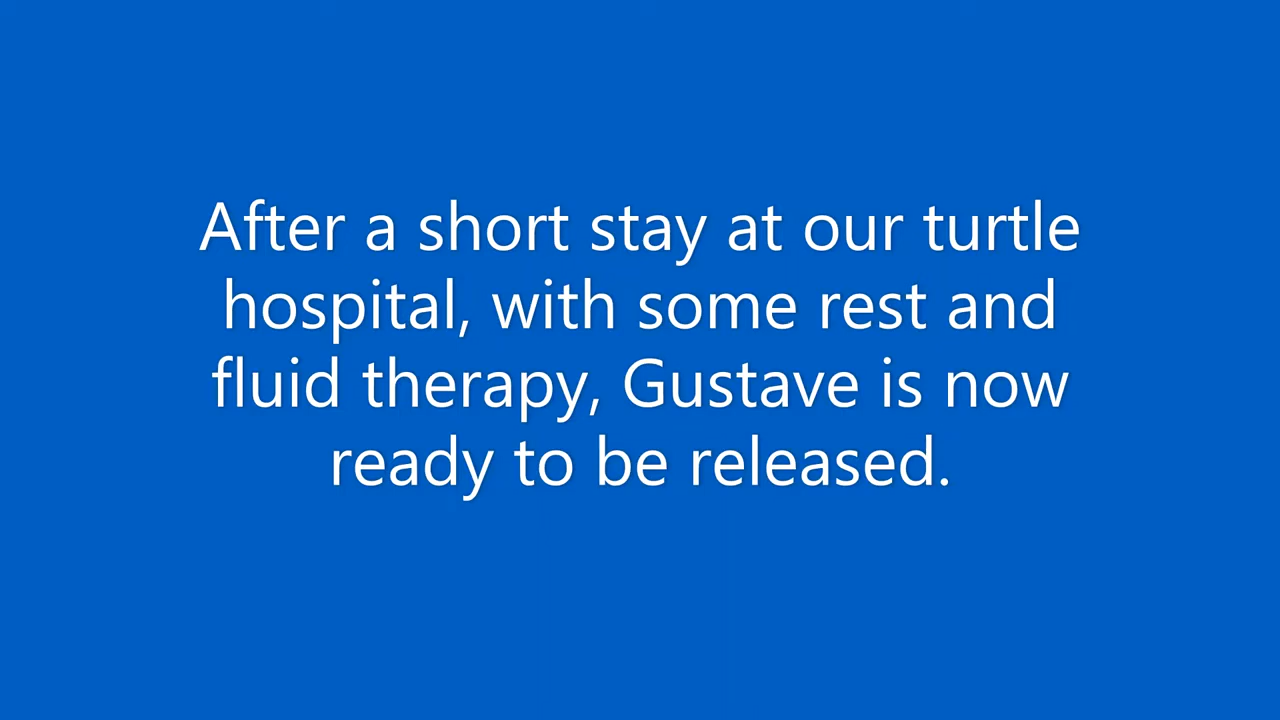 After a short stay at our turtle
hospital, with some rest and
fluid therapy, Gustave is now
ready to be released.